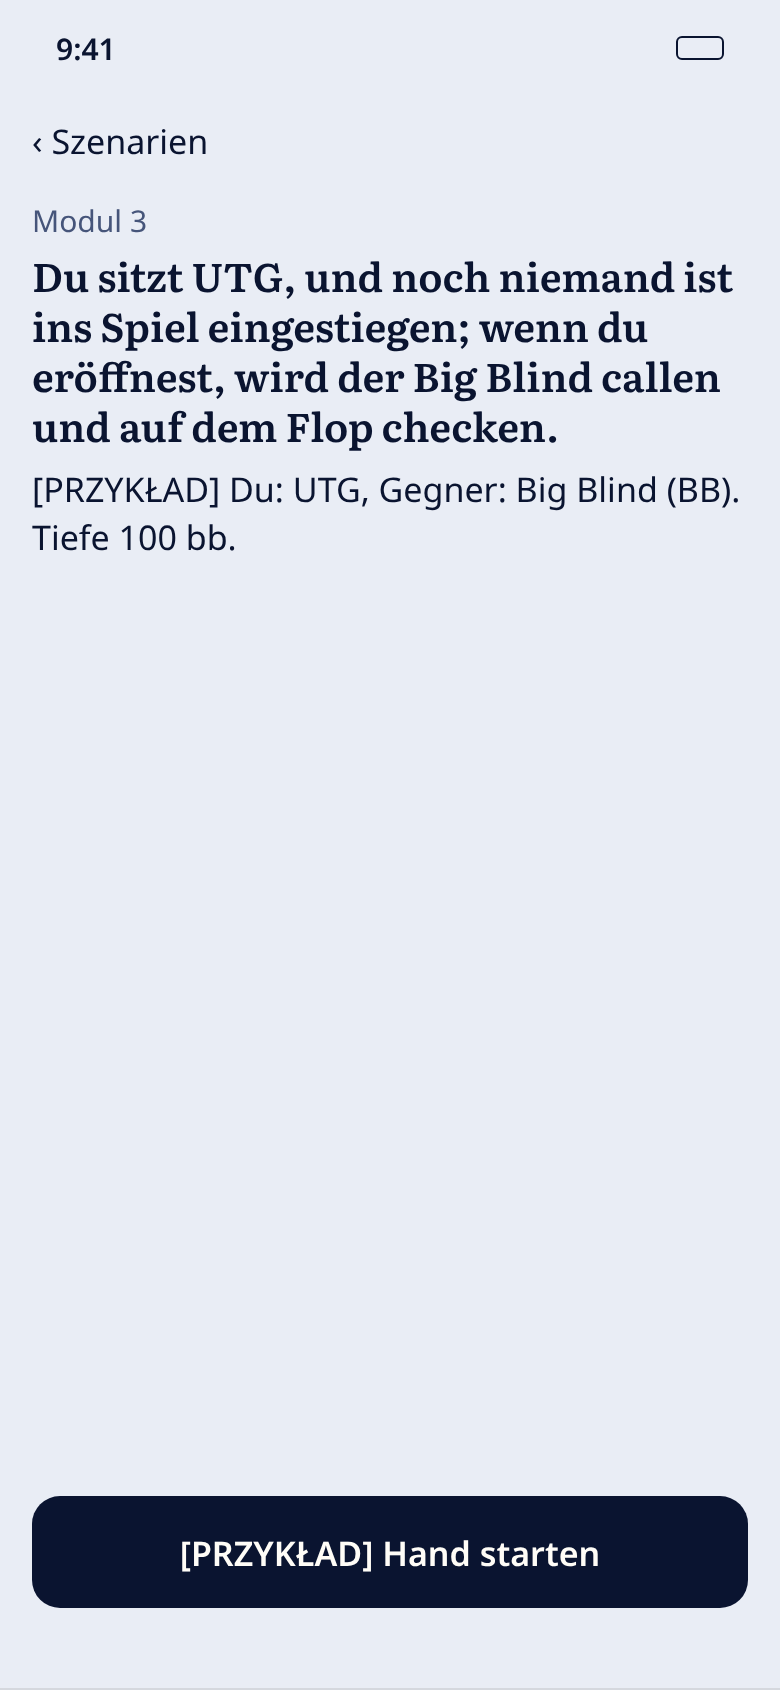 9:41
‹ Szenarien
Modul 3
Du sitzt UTG, und noch niemand ist
ins Spiel eingestiegen; wenn du
eröffnest, wird der Big Blind callen
und auf dem Flop checken.
[PRZYKŁAD] Du: UTG, Gegner: Big Blind (BB).
Tiefe 100 bb.
[PRZYKŁAD] Hand starten